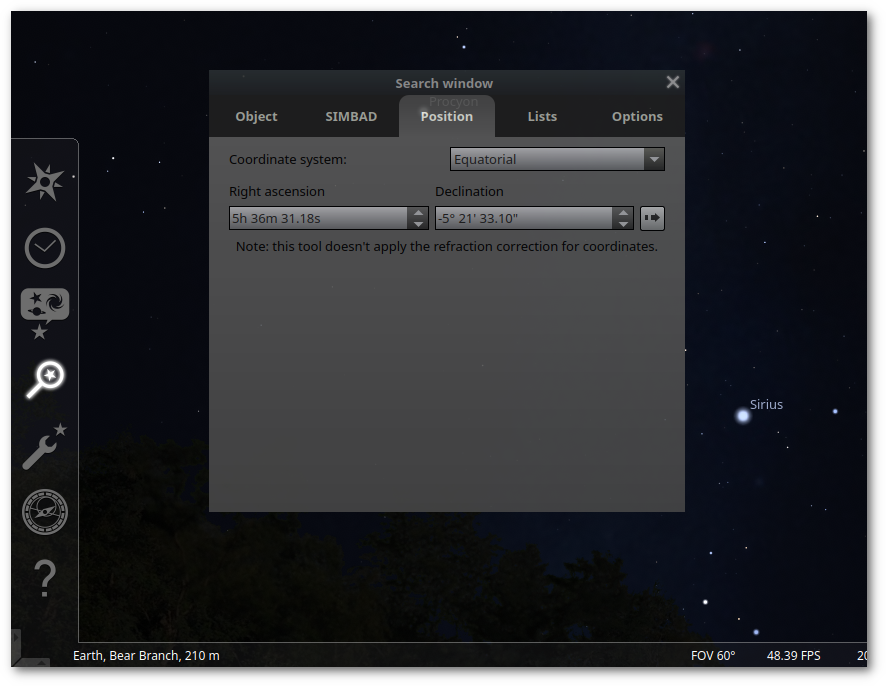 Search window
Procyon
Object SIMBAD Position Lists Options
Coordinate system: Equatorial
Right ascension Declination
5h 36m 31.18s -5° 21' 33.10"
Note: this tool doesn't apply the refraction correction for coordinates.
Sirius
Earth, Bear Branch, 210 m FOV 60° 48.39 FPS 20